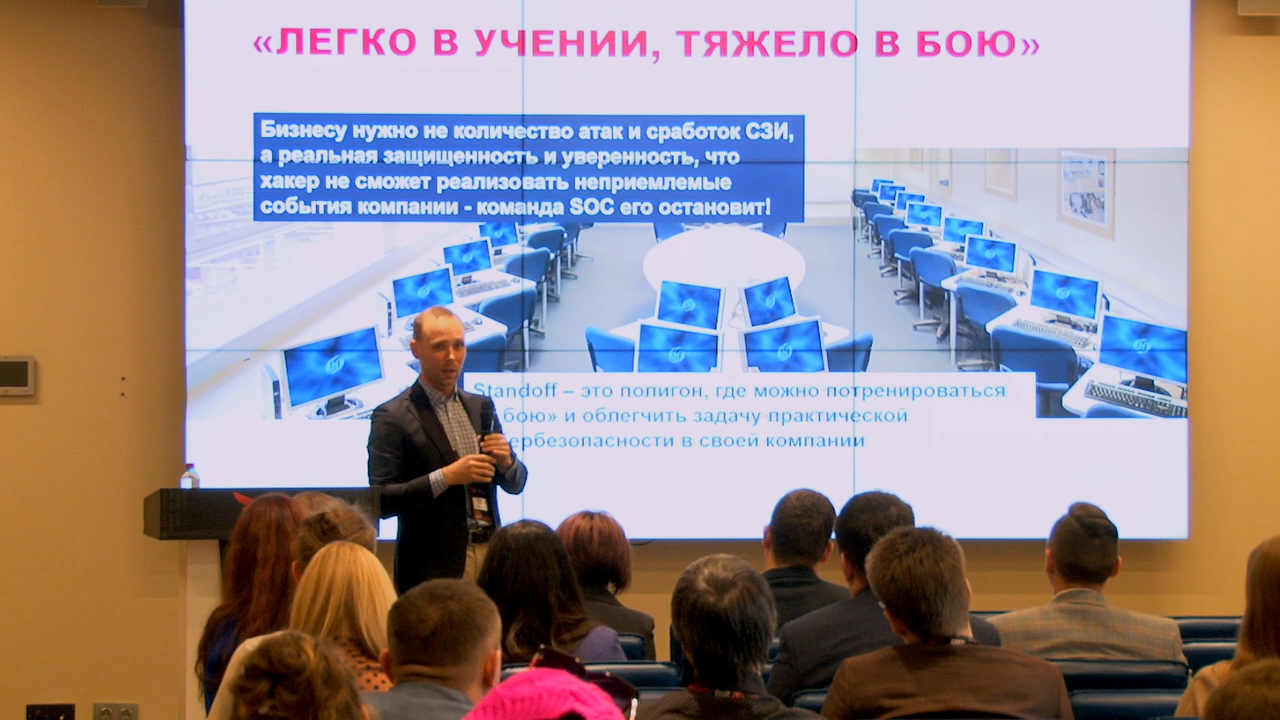 «ЛЕГКО В УЧЕНИИ, ТЯЖЕЛО В БОЮ»
Бизнесу нужно не количество атак и сработок СЗИ,
а реальная защищенность и уверенность, что
хакер не сможет реализовать неприемлемые
события компании - команда SOC его остановит!
Standoff – это полигон, где можно потренироваться
бою» и облегчить задачу практической
ербезопасности в своей компании